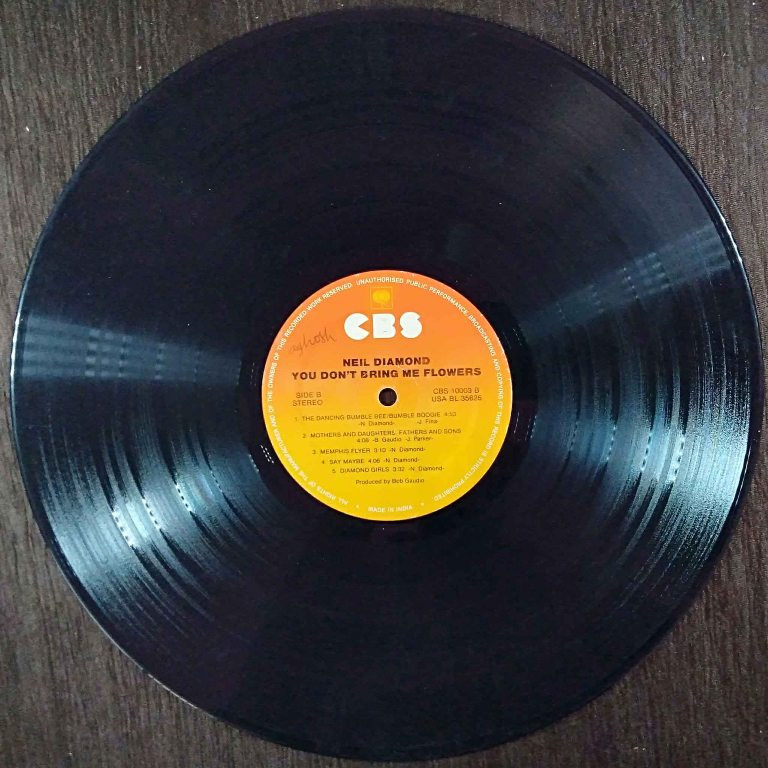 ALL RIGHTS OF THE MANUFACTURER AND OF THE OWNERS OF THIS RECORDED WORK RESERVED. UNAUTHORISED PUBLIC PERFORMANCE, BROADCASTING AND COPYING OF THIS RECORD IS STRICTLY PROHIBITED
CBS
NEIL DIAMOND
YOU DON'T BRING ME FLOWERS
SIDE B CBS 10003 B
STEREO USA BL 35625
1. THE DANCING BUMBLE BEE/BUMBLE BOOGIE 4:53
-N. Diamond- -J. Fina
2. MOTHERS AND DAUGHTERS, FATHERS AND SONS
4:08 -B. Gaudio -J. Parker-
3. MEMPHIS FLYER 3:10 -N. Diamond-
4. SAY MAYBE 4:06 -N. Diamond-
5. DIAMOND GIRLS 3:32 -N. Diamond-
Produced by Bob Gaudio
• MADE IN INDIA •